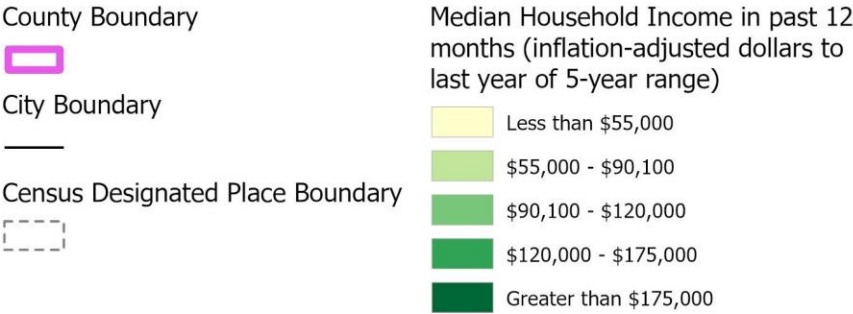 County Boundary
City Boundary
Census Designated Place Boundary
Median Household Income in past 12
months (inflation-adjusted dollars to
last year of 5-year range)
Less than $55,000
$55,000 - $90,100
$90,100 - $120,000
$120,000 - $175,000
Greater than $175,000